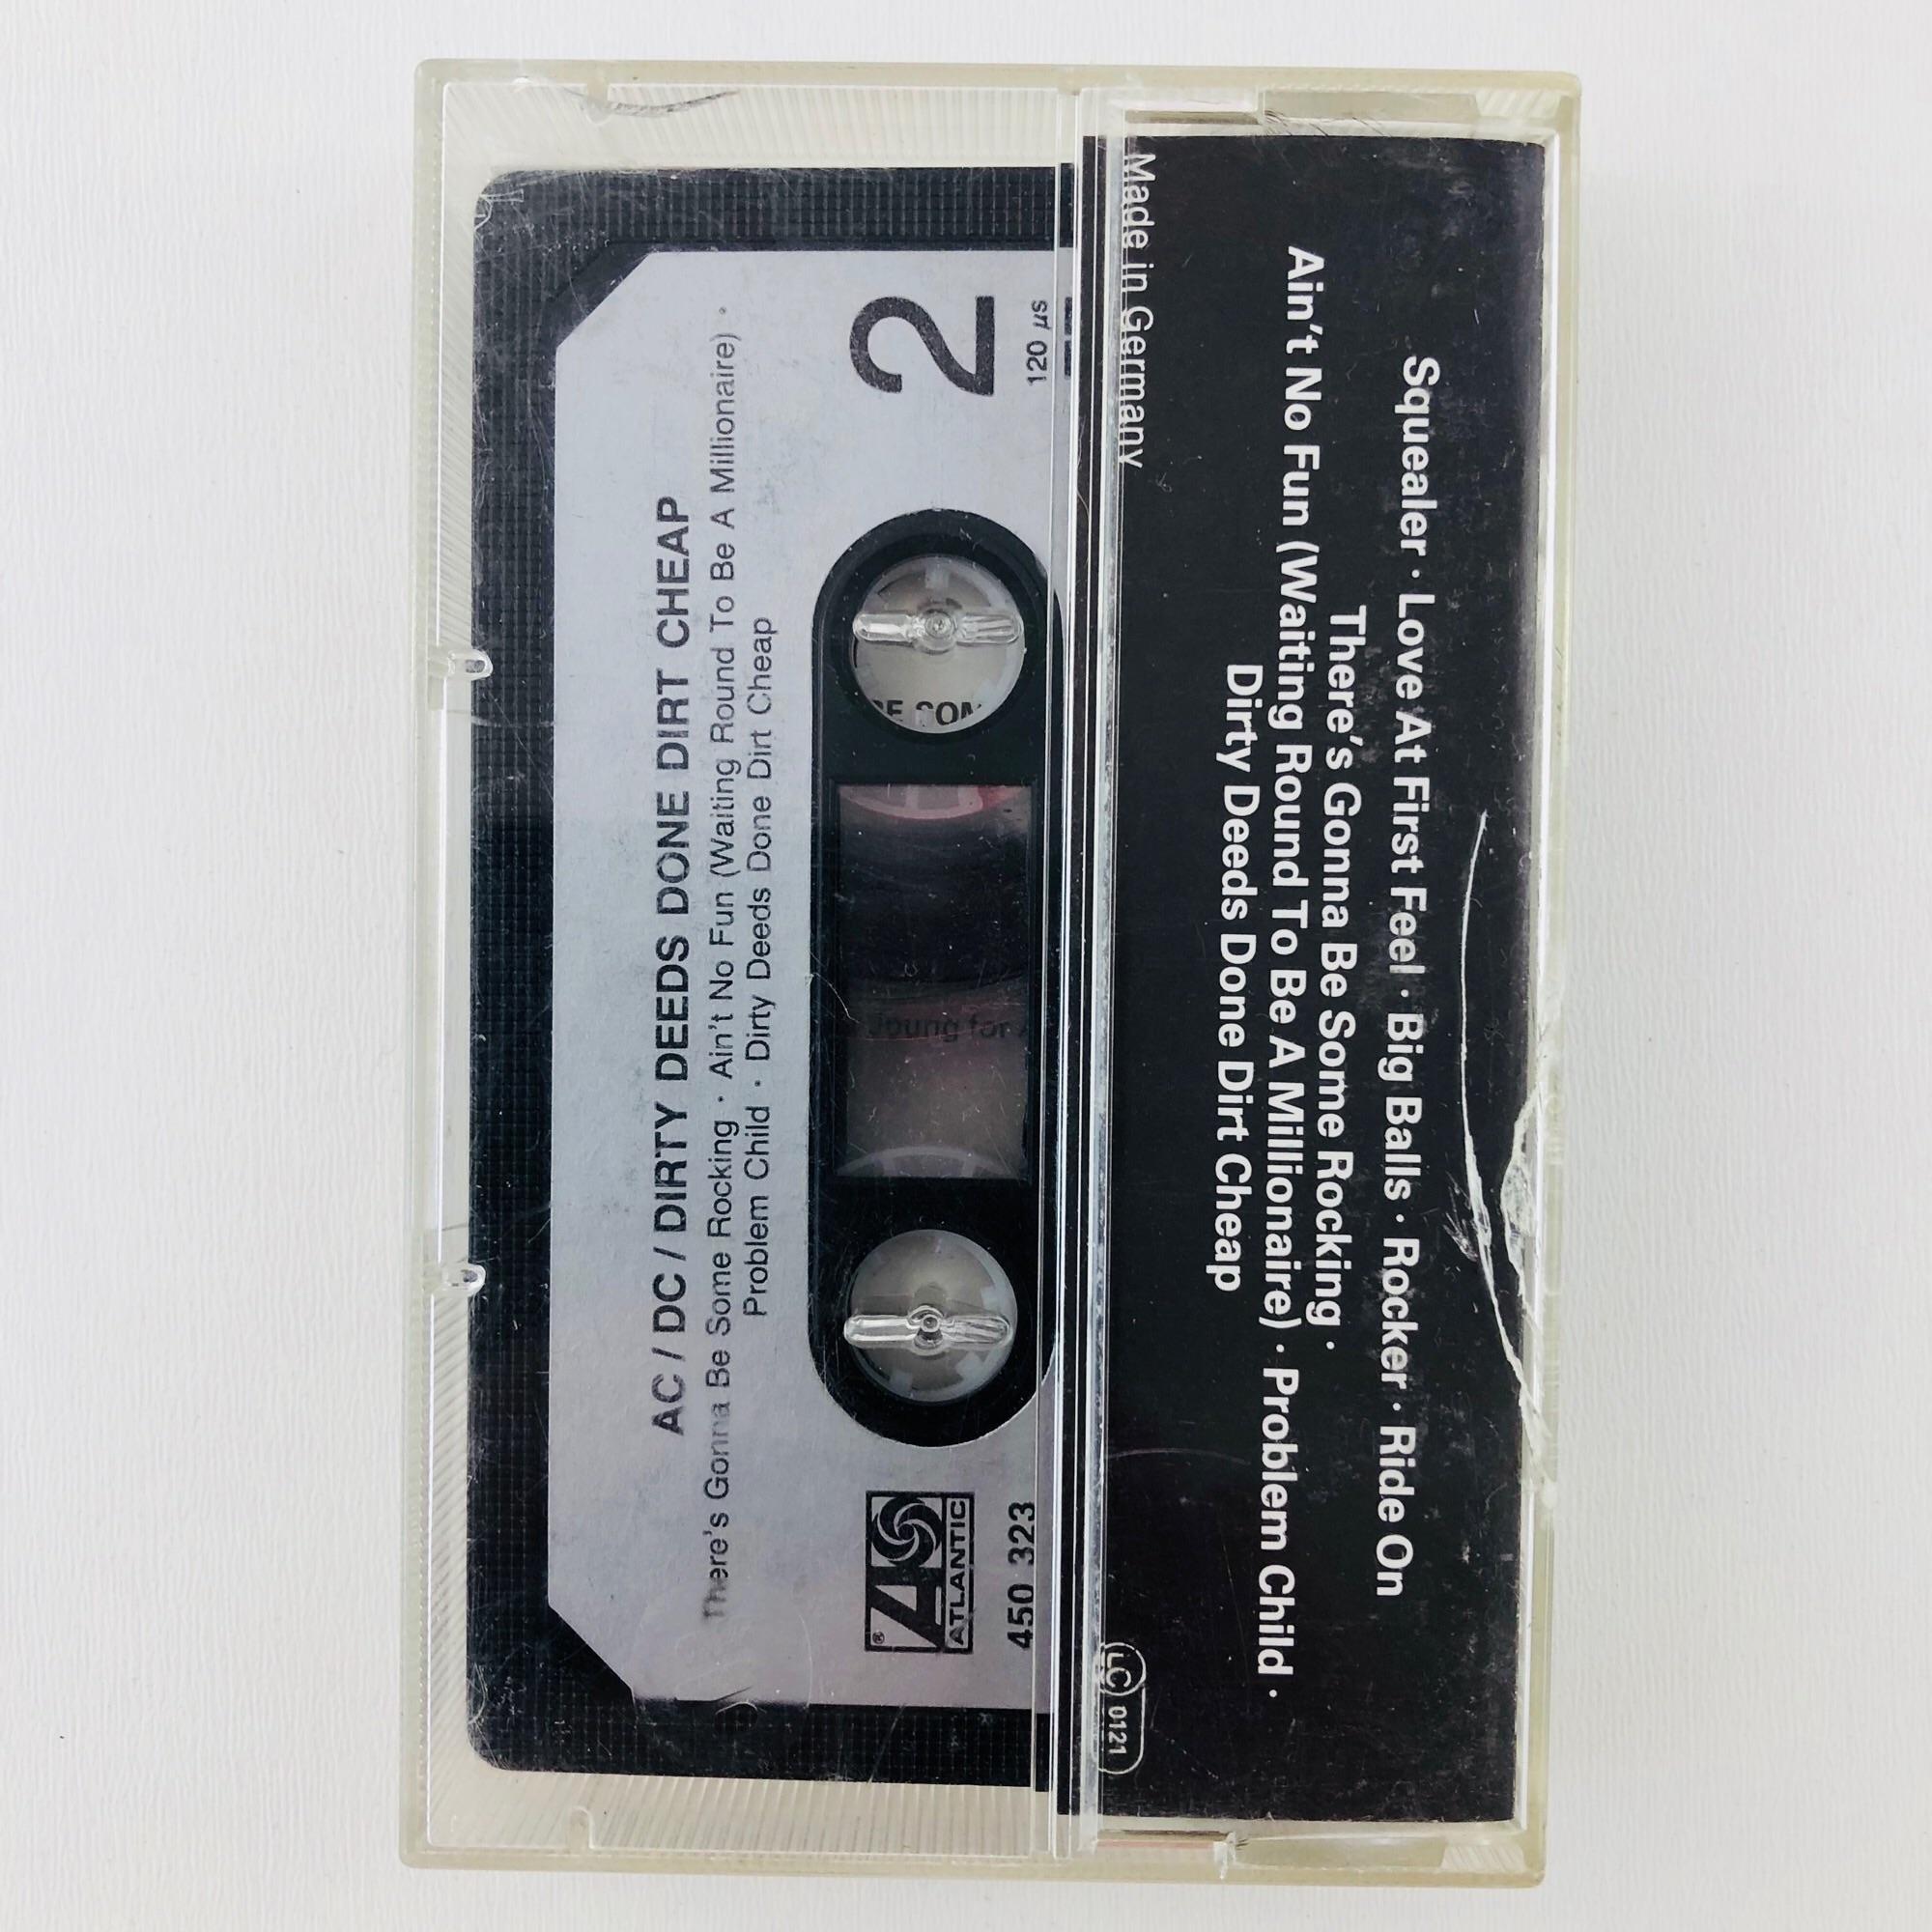 AC / DC / DIRTY DEEDS DONE DIRT CHEAP
There's Gonna Be Some Rocking · Ain't No Fun (Waiting Round To Be A Millionaire) ·
Problem Child · Dirty Deeds Done Dirt Cheap
2
120 µs
ATLANTIC
®
450 323
Young for
Made in Germany
LC 0121
Squealer · Love At First Feel · Big Balls · Rocker · Ride On
There's Gonna Be Some Rocking ·
Ain't No Fun (Waiting Round To Be A Millionaire) · Problem Child ·
Dirty Deeds Done Dirt Cheap